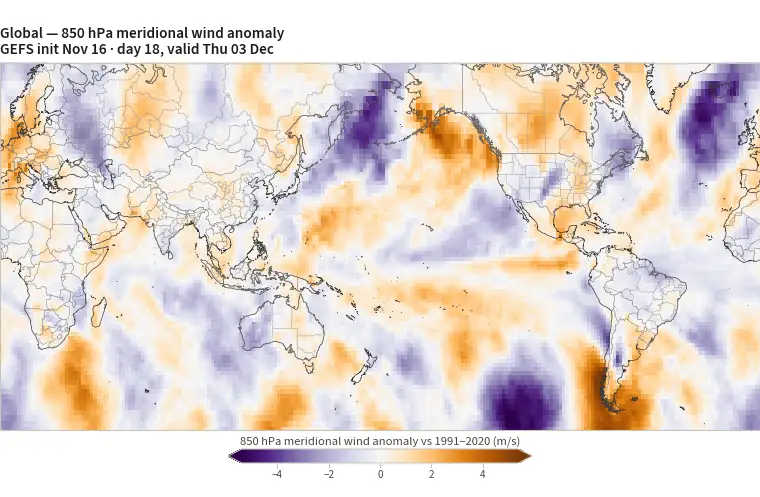 Global — 850 hPa meridional wind anomaly
GEFS init Nov 16 · day 18, valid Thu 03 Dec
850 hPa meridional wind anomaly vs 1991–2020 (m/s)
−4 −2 0 2 4